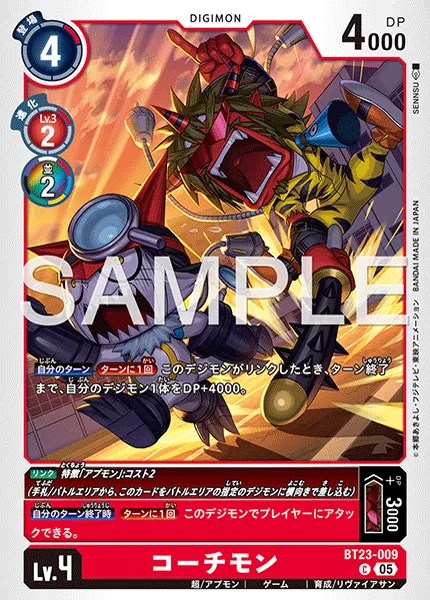 登場
4
DIGIMON
DP
4000
進化
Lv.3
2
並
2
SENNSU
©本郷あきよし・フジテレビ・東映アニメーション BANDAI MADE IN JAPAN
SAMPLE
自分のターン ターンに1回 このデジモンがリンクしたとき、ターン終了
まで、自分のデジモン1体をDP+4000。
リンク 特徴「アプモン」:コスト2
(手札/バトルエリアから、このカードをバトルエリアの指定のデジモンに横向きで差し込む)
自分のターン終了時 ターンに1回 このデジモンでプレイヤーにアタッ
クできる。
DP
+
3000
Lv.4
コーチモン
BT23-009
C 05
超/アプモン | ゲーム | 育成/リヴァイアサン